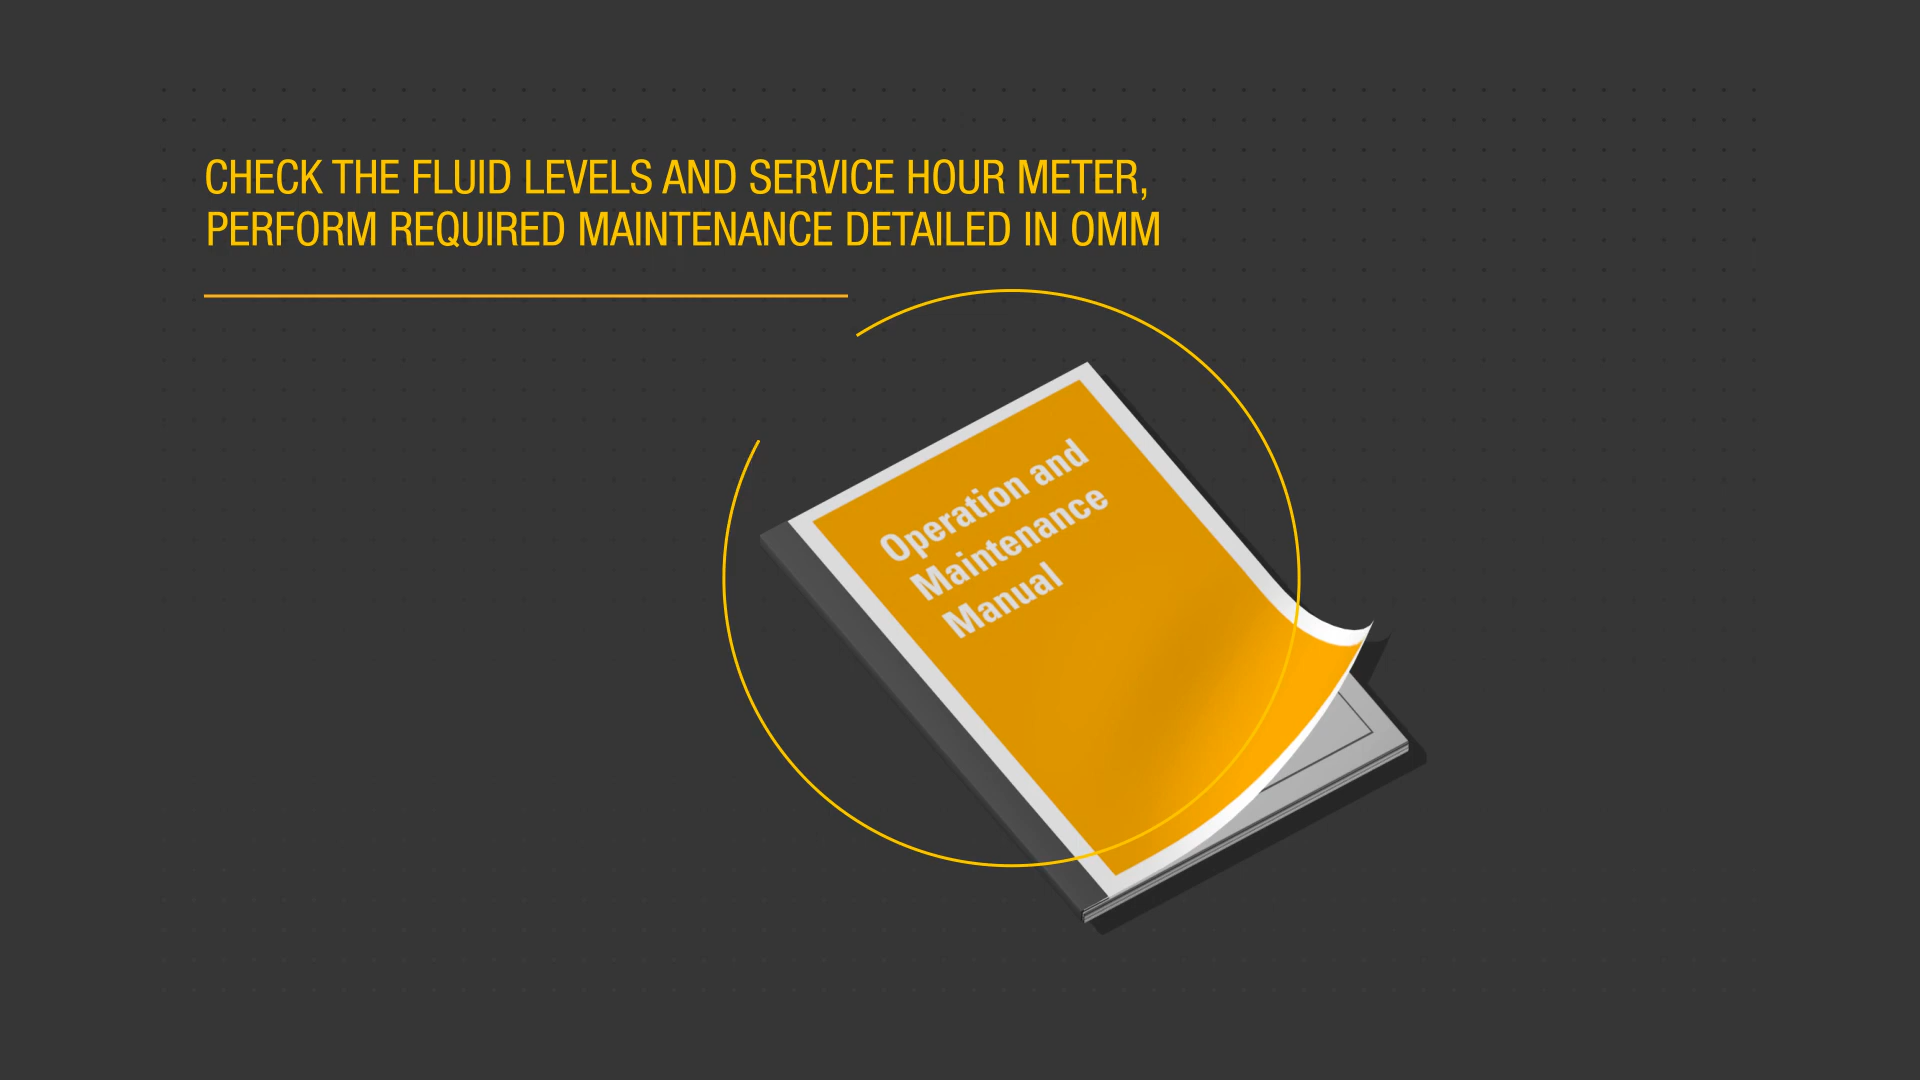 CHECK THE FLUID LEVELS AND SERVICE HOUR METER,
PERFORM REQUIRED MAINTENANCE DETAILED IN OMM
Operation and
Maintenance
Manual